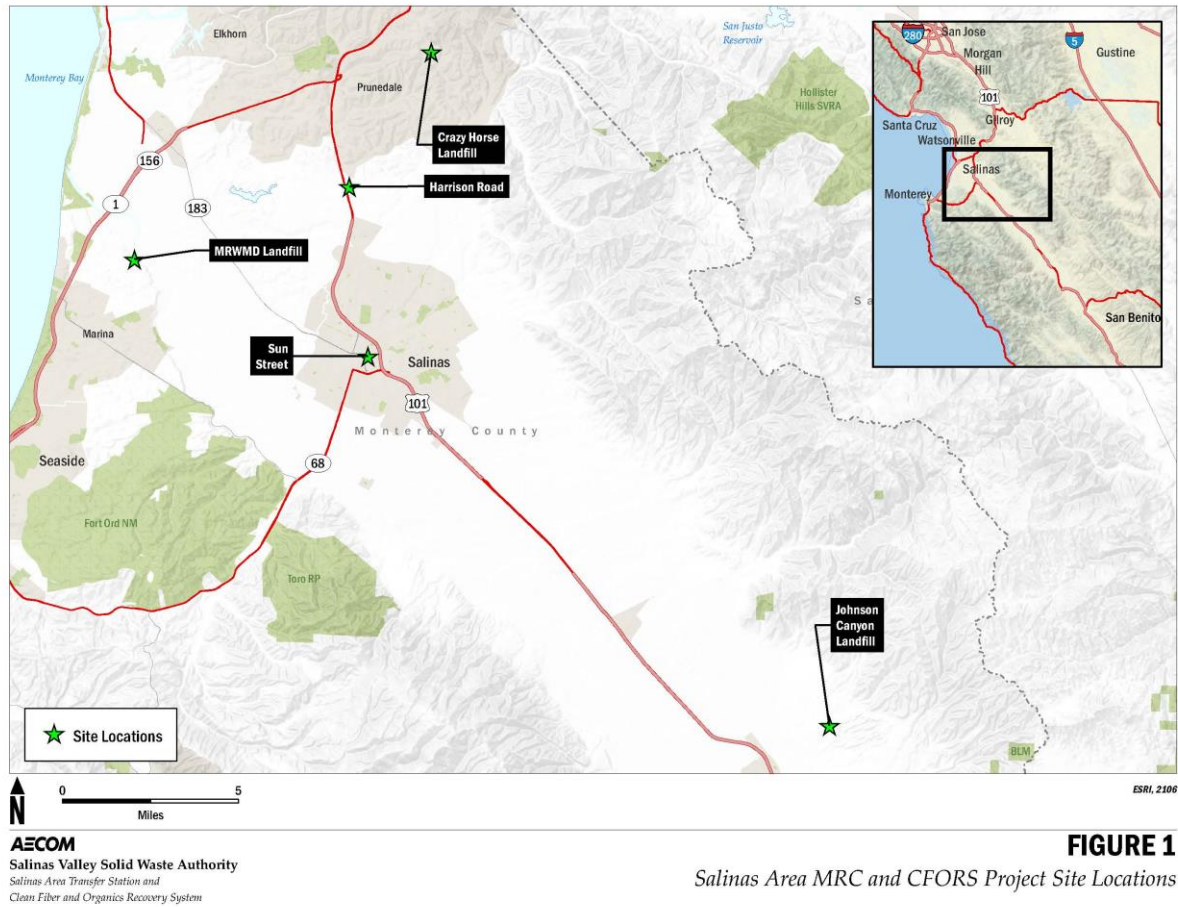 Elkhorn
San Justo
Reservoir
Monterey Bay
Prunedale
Hollister
Hills SVRA
Crazy Horse
Landfill
Harrison Road
156
1
183
MRWMD Landfill
Marina
Sun
Street
Salinas
101
Monterey County
S a
Seaside
68
Fort Ord NM
Toro RP
Johnson
Canyon
Landfill
BLM
280
San Jose
5
Morgan
Hill
Gustine
101
Santa Cruz
Gilroy
Watsonville
Salinas
Monterey
San Benito
Site Locations
N
0 5
Miles
ESRI, 2106
AECOM
Salinas Valley Solid Waste Authority
Salinas Area Transfer Station and
Clean Fiber and Organics Recovery System
FIGURE 1
Salinas Area MRC and CFORS Project Site Locations